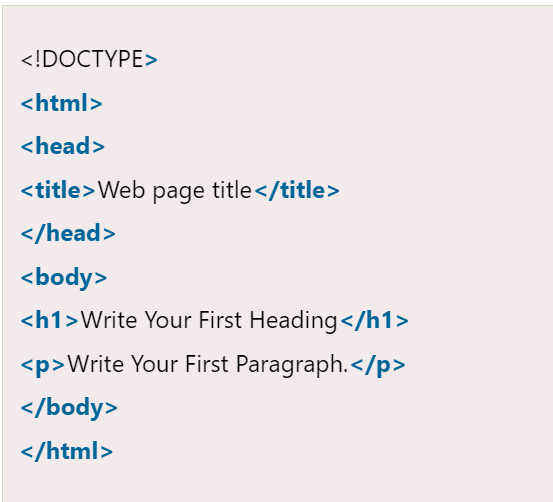 <!DOCTYPE>
<html>
<head>
<title>Web page title</title>
</head>
<body>
<h1>Write Your First Heading</h1>
<p>Write Your First Paragraph.</p>
</body>
</html>